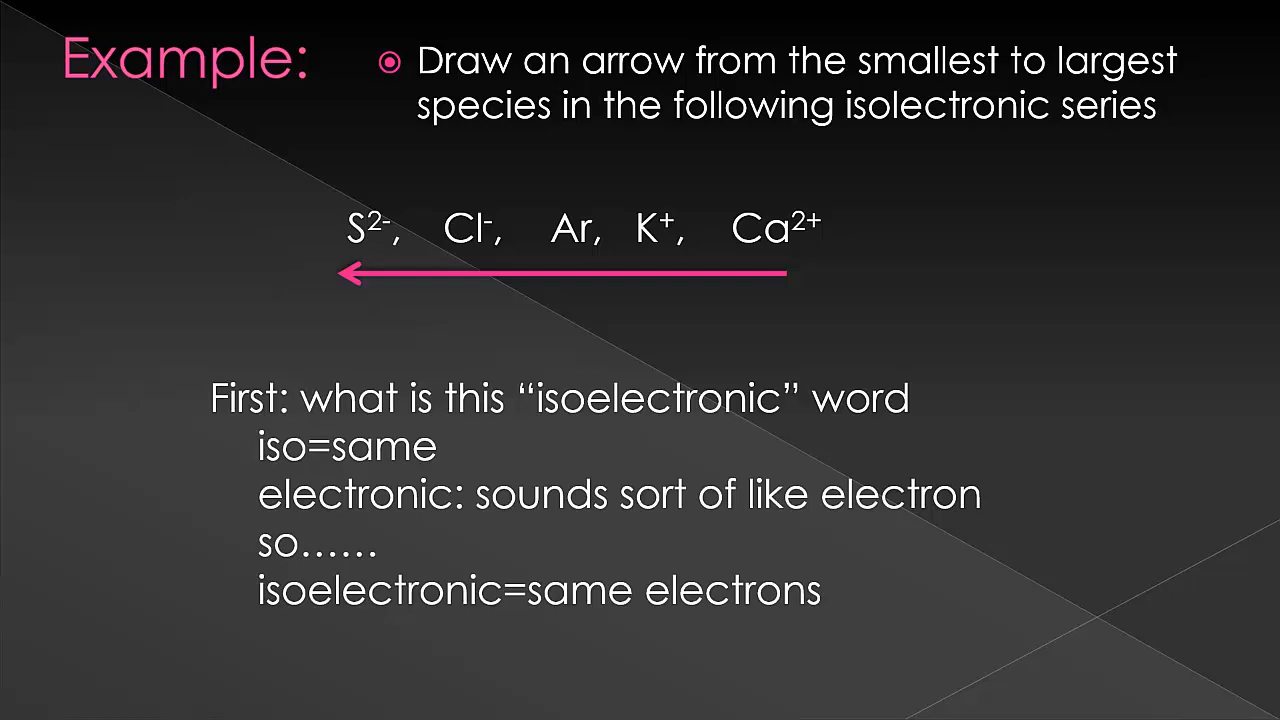 Example:
Draw an arrow from the smallest to largest
species in the following isolectronic series
S²⁻, Cl⁻, Ar, K⁺, Ca²⁺
First: what is this “isoelectronic” word
iso=same
electronic: sounds sort of like electron
so……
isoelectronic=same electrons